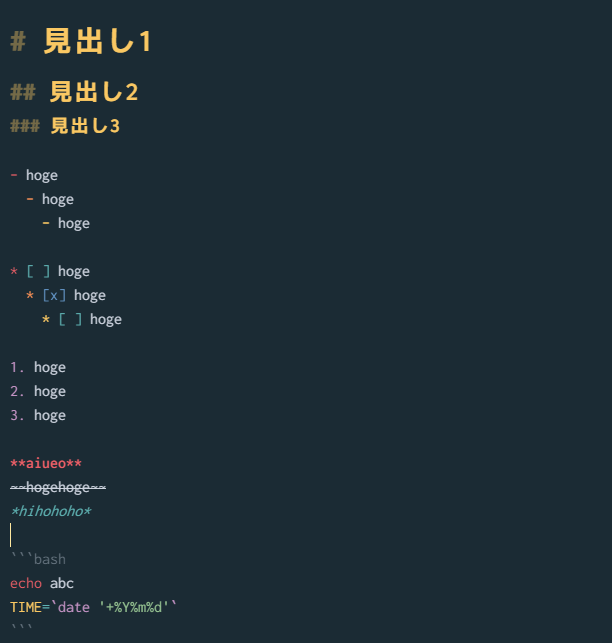 # 見出し1
## 見出し2
### 見出し3
- hoge
- hoge
- hoge
* [ ] hoge
* [x] hoge
* [ ] hoge
1. hoge
2. hoge
3. hoge
**aiueo**
~~hogehoge~~
*hihohoho*
```bash
echo abc
TIME=`date '+%Y%m%d'`
```